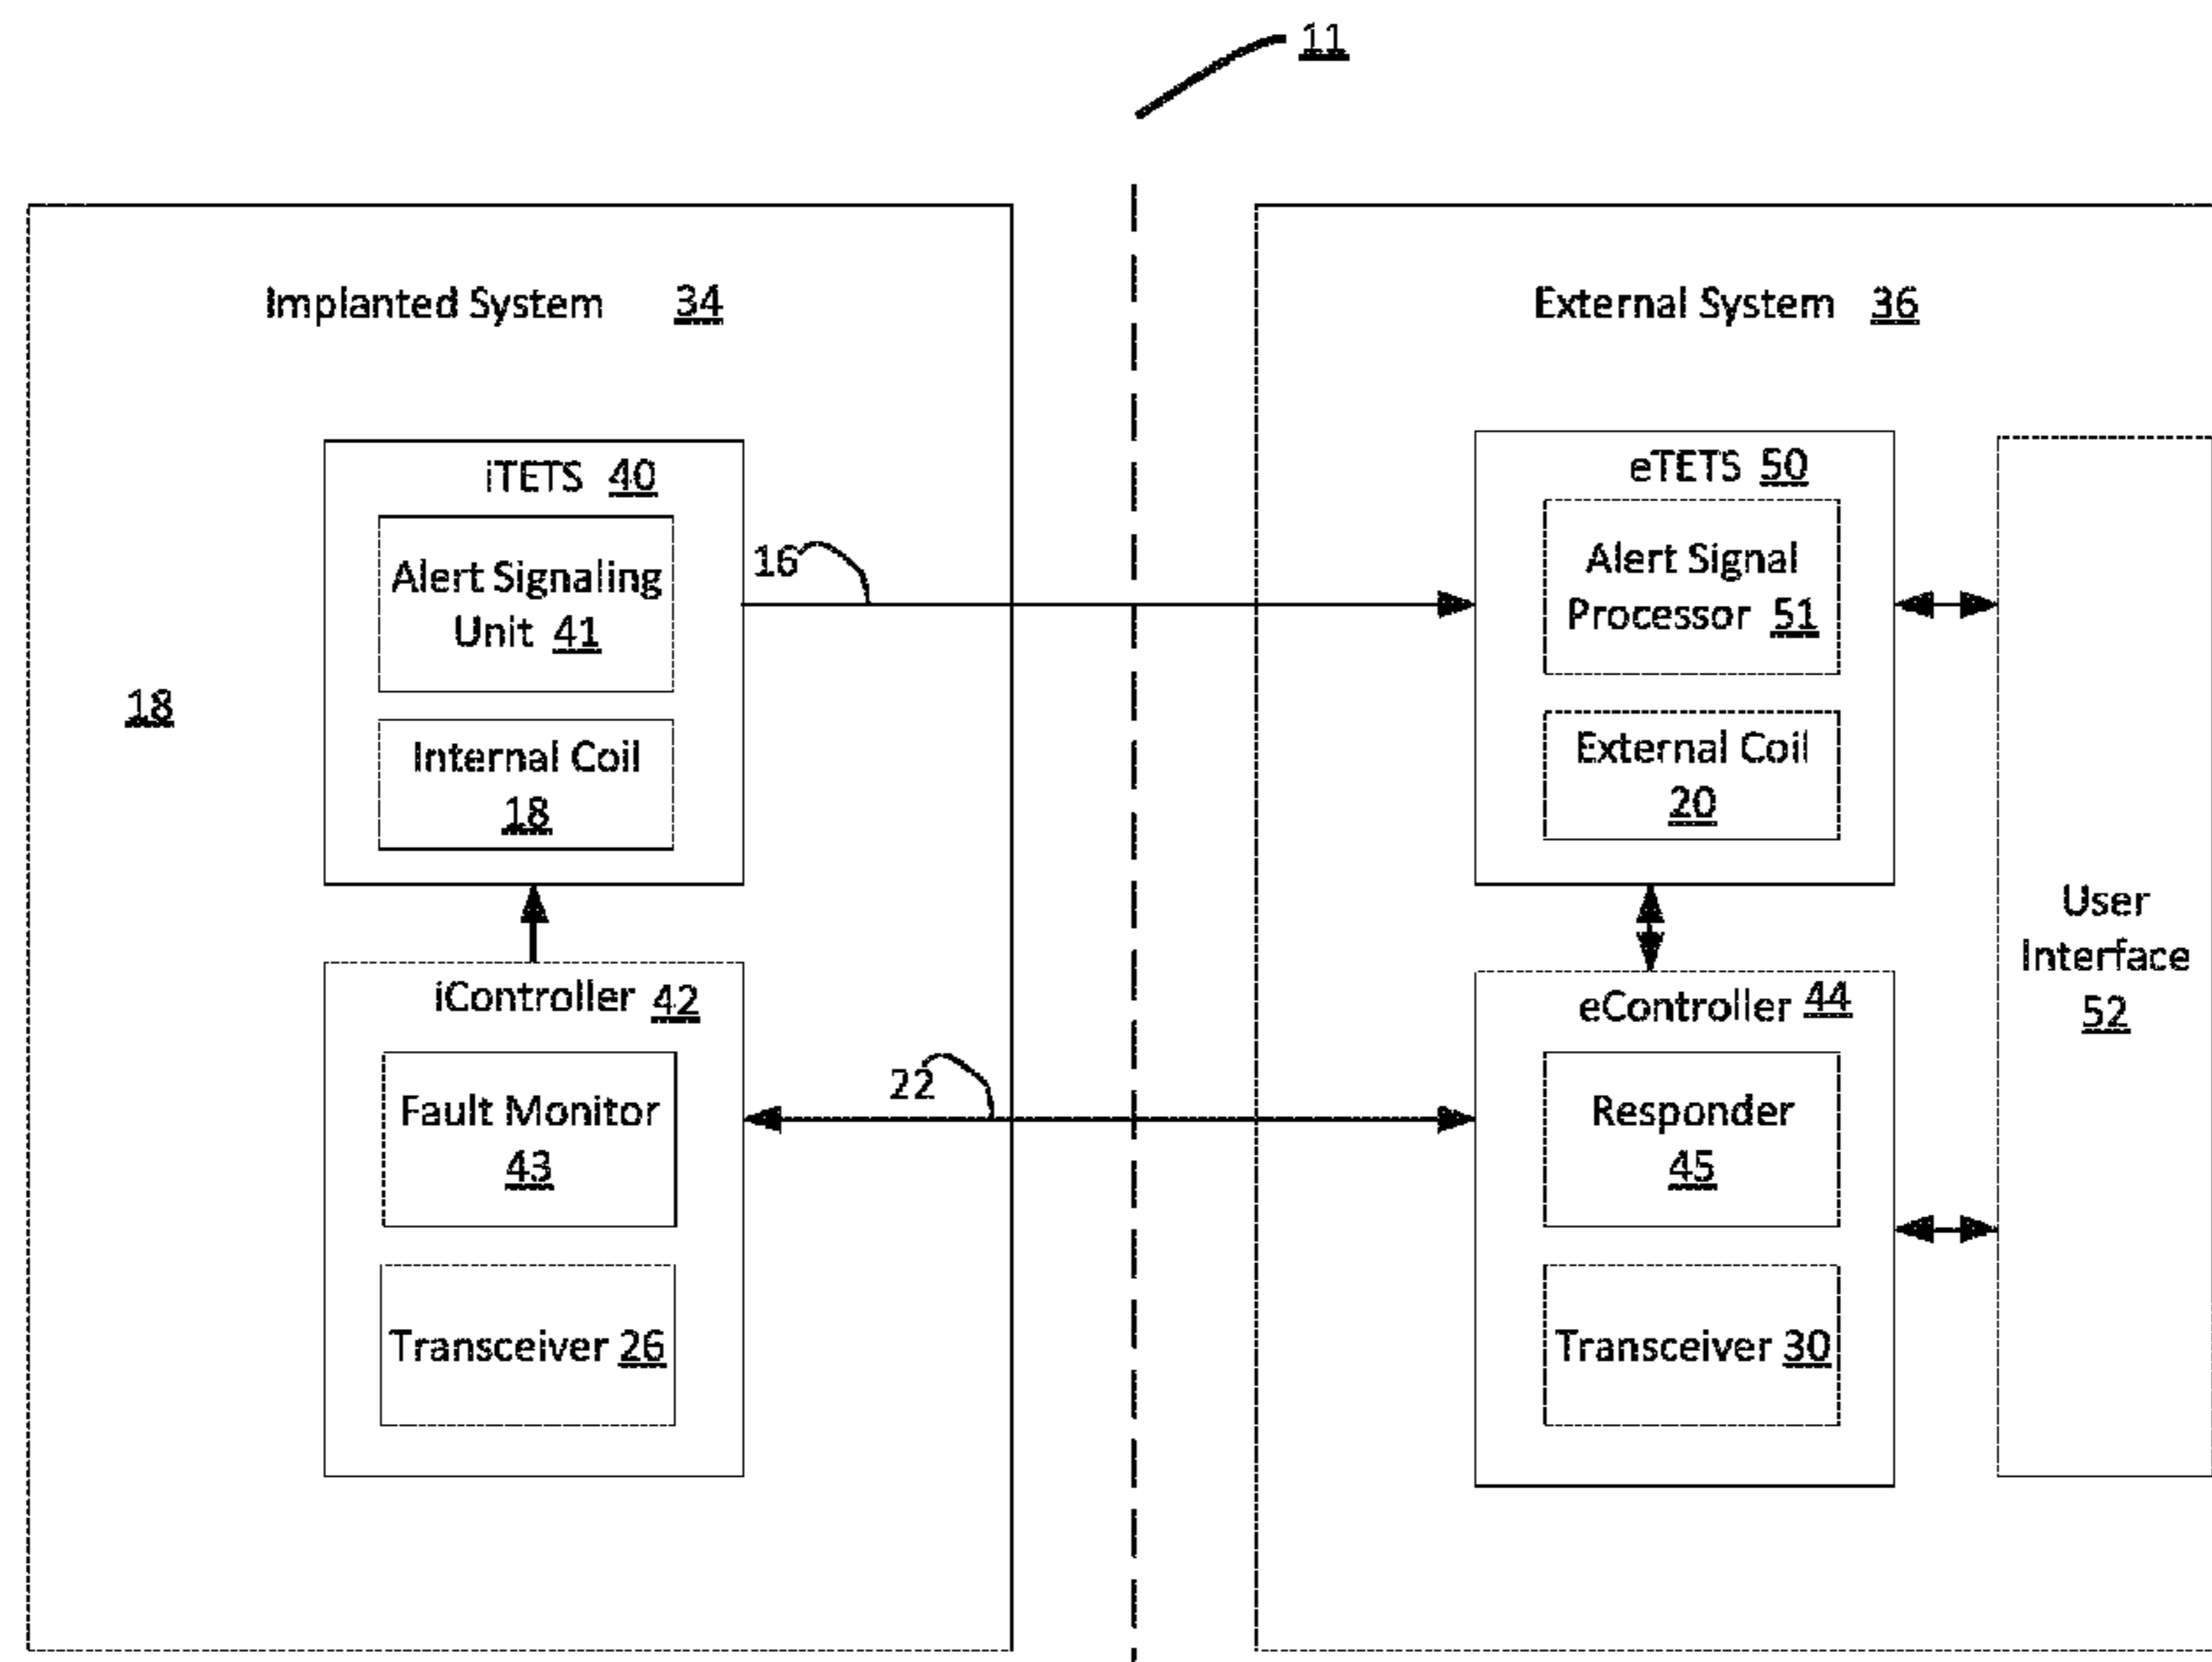 11
Implanted System 34
External System 36
iTETS 40
Alert Signaling
Unit 41
Internal Coil
18
18
16
eTETS 50
Alert Signal
Processor 51
External Coil
20
User
Interface
52
iController 42
Fault Monitor
43
Transceiver 26
22
eController 44
Responder
45
Transceiver 30